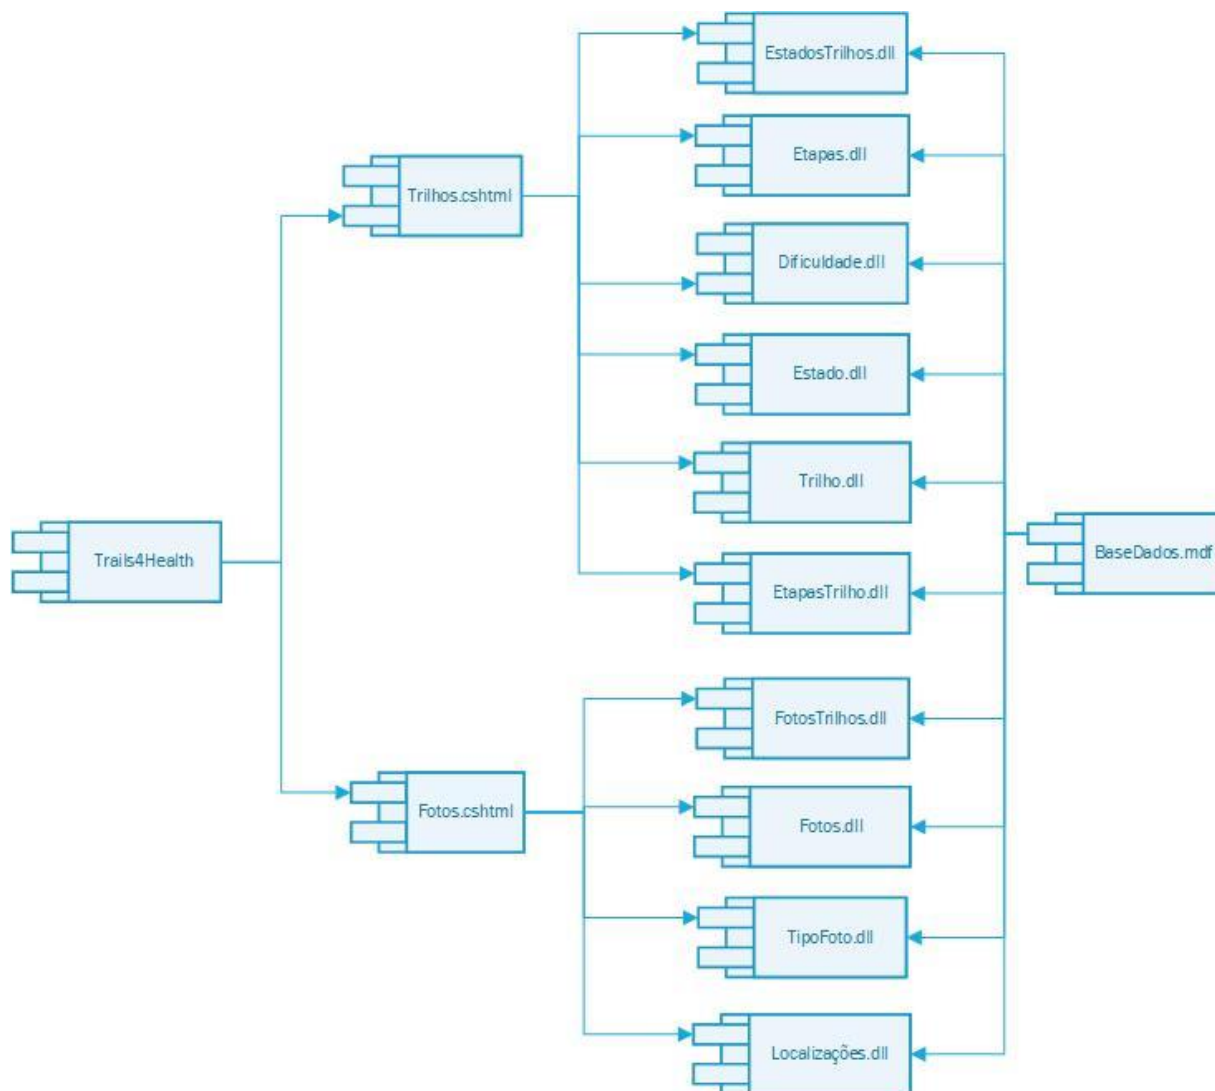 EstadosTrilhos.dll
Etapas.dll
Trilhos.cshtml
Dificuldade.dll
Estado.dll
Trilho.dll
Trails4Health
BaseDados.mdf
EtapasTrilho.dll
FotosTrilhos.dll
Fotos.cshtml
Fotos.dll
TipoFoto.dll
Localizações.dll